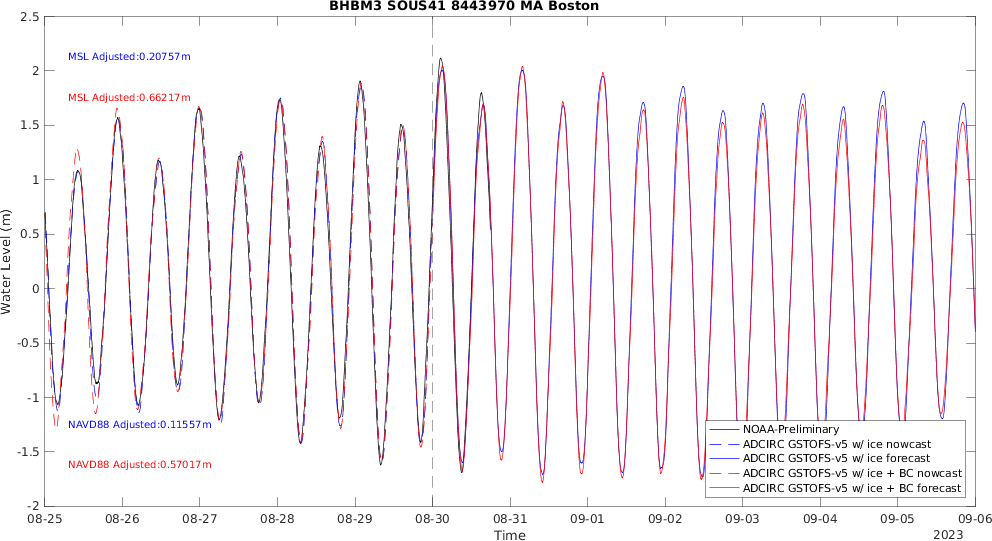 BHBM3 SOUS41 8443970 MA Boston
2.5
2
1.5
1
0.5
0
-0.5
-1
-1.5
-2
Water Level (m)
MSL Adjusted:0.20757m
MSL Adjusted:0.66217m
NAVD88 Adjusted:0.11557m
NAVD88 Adjusted:0.57017m
NOAA-Preliminary
ADCIRC GSTOFS-v5 w/ ice nowcast
ADCIRC GSTOFS-v5 w/ ice forecast
ADCIRC GSTOFS-v5 w/ ice + BC nowcast
ADCIRC GSTOFS-v5 w/ ice + BC forecast
08-25 08-26 08-27 08-28 08-29 08-30 08-31 09-01 09-02 09-03 09-04 09-05 09-06
Time
2023